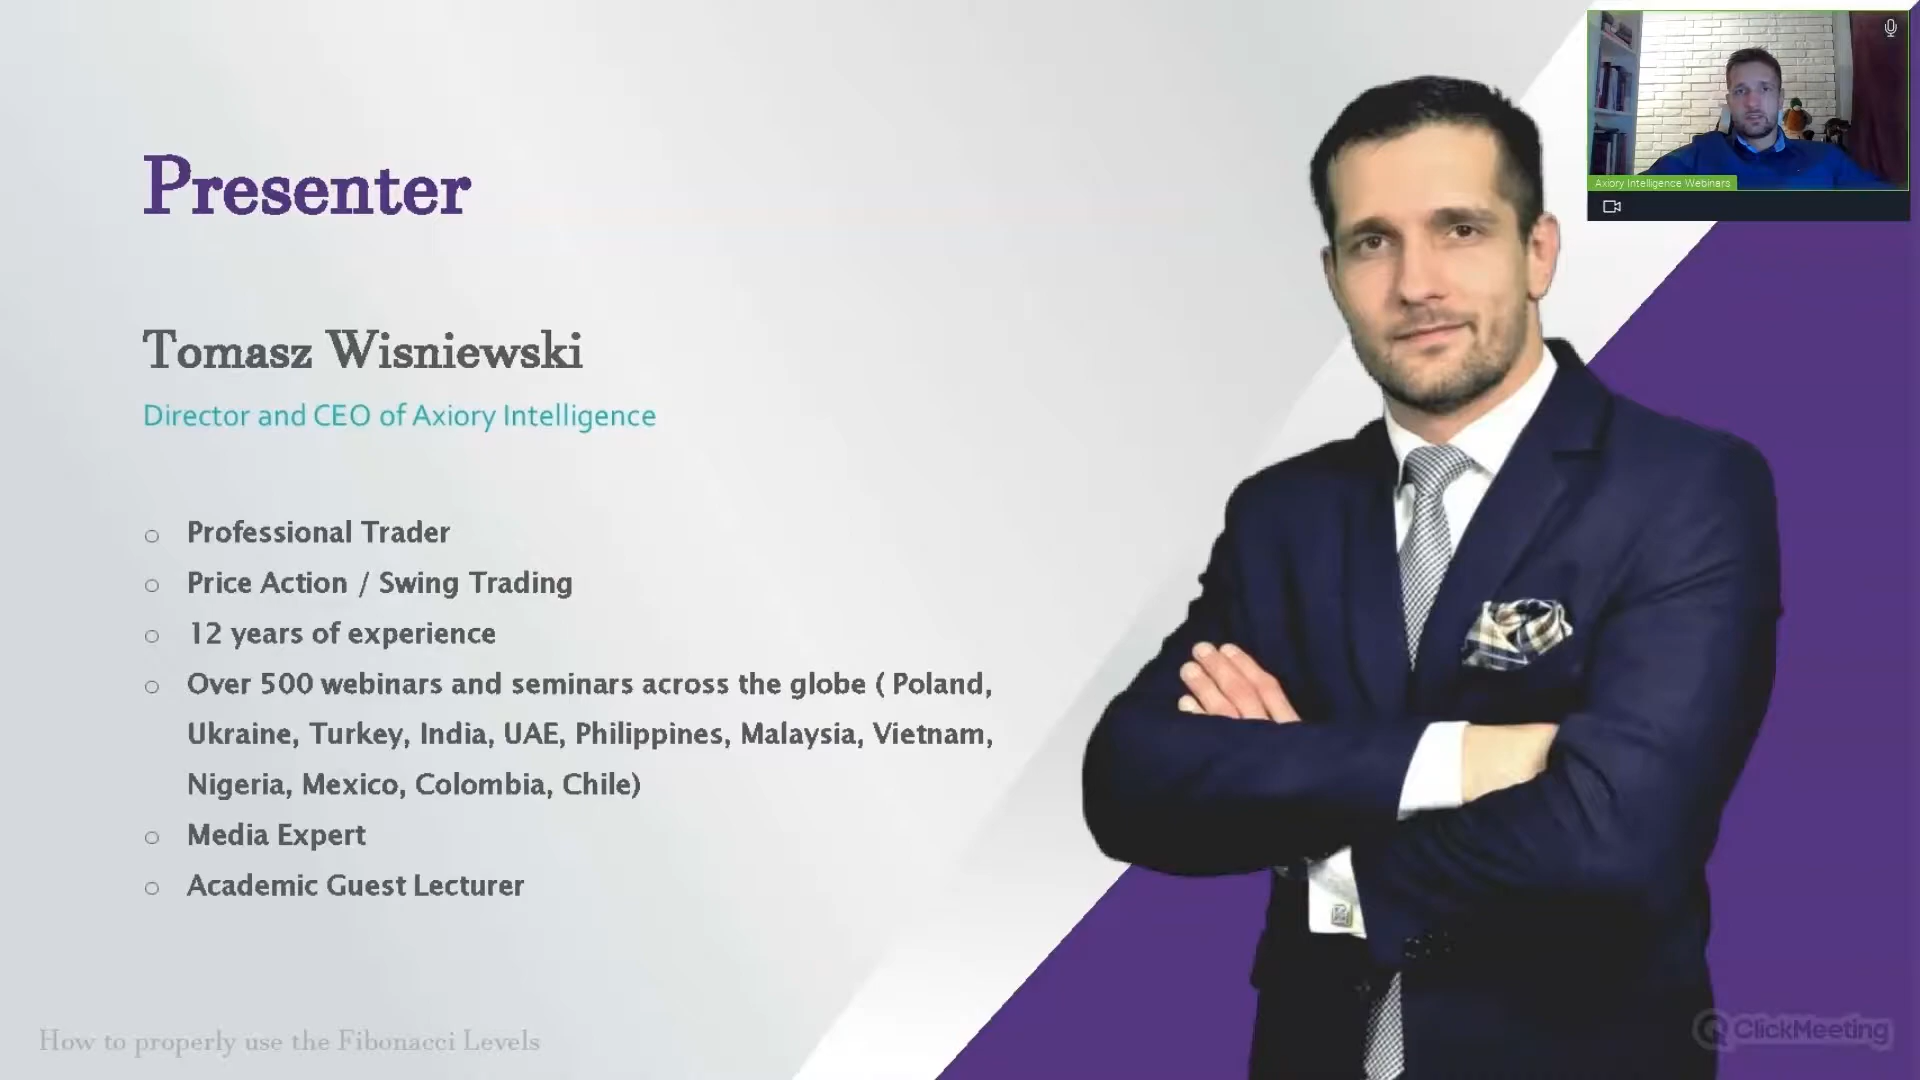 Presenter
Axiory Intelligence Webinars
Tomasz Wisniewski
Director and CEO of Axiory Intelligence
Professional Trader
Price Action / Swing Trading
12 years of experience
Over 500 webinars and seminars across the globe ( Poland,
Ukraine, Turkey, India, UAE, Philippines, Malaysia, Vietnam,
Nigeria, Mexico, Colombia, Chile)
Media Expert
Academic Guest Lecturer
How to properly use the Fibonacci Levels
ClickMeeting